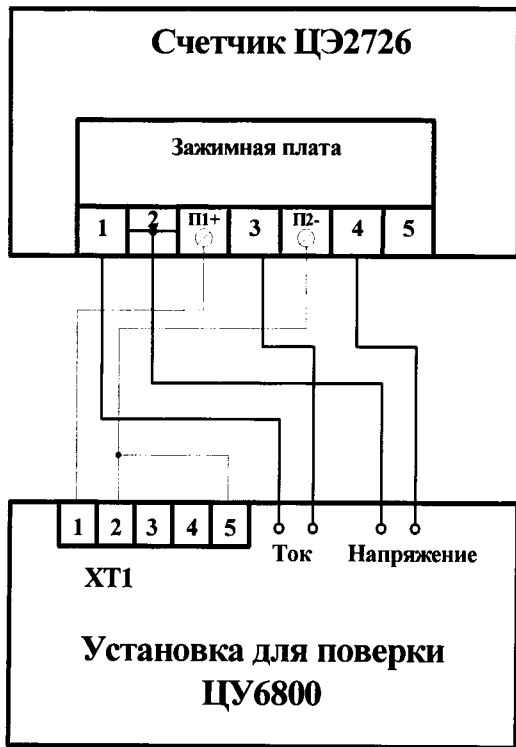 Счетчик ЦЭ2726
Зажимная плата
1 2 П1+ 3 П2- 4 5
1 2 3 4 5
Ток Напряжение
XT1
Установка для поверки
ЦУ6800